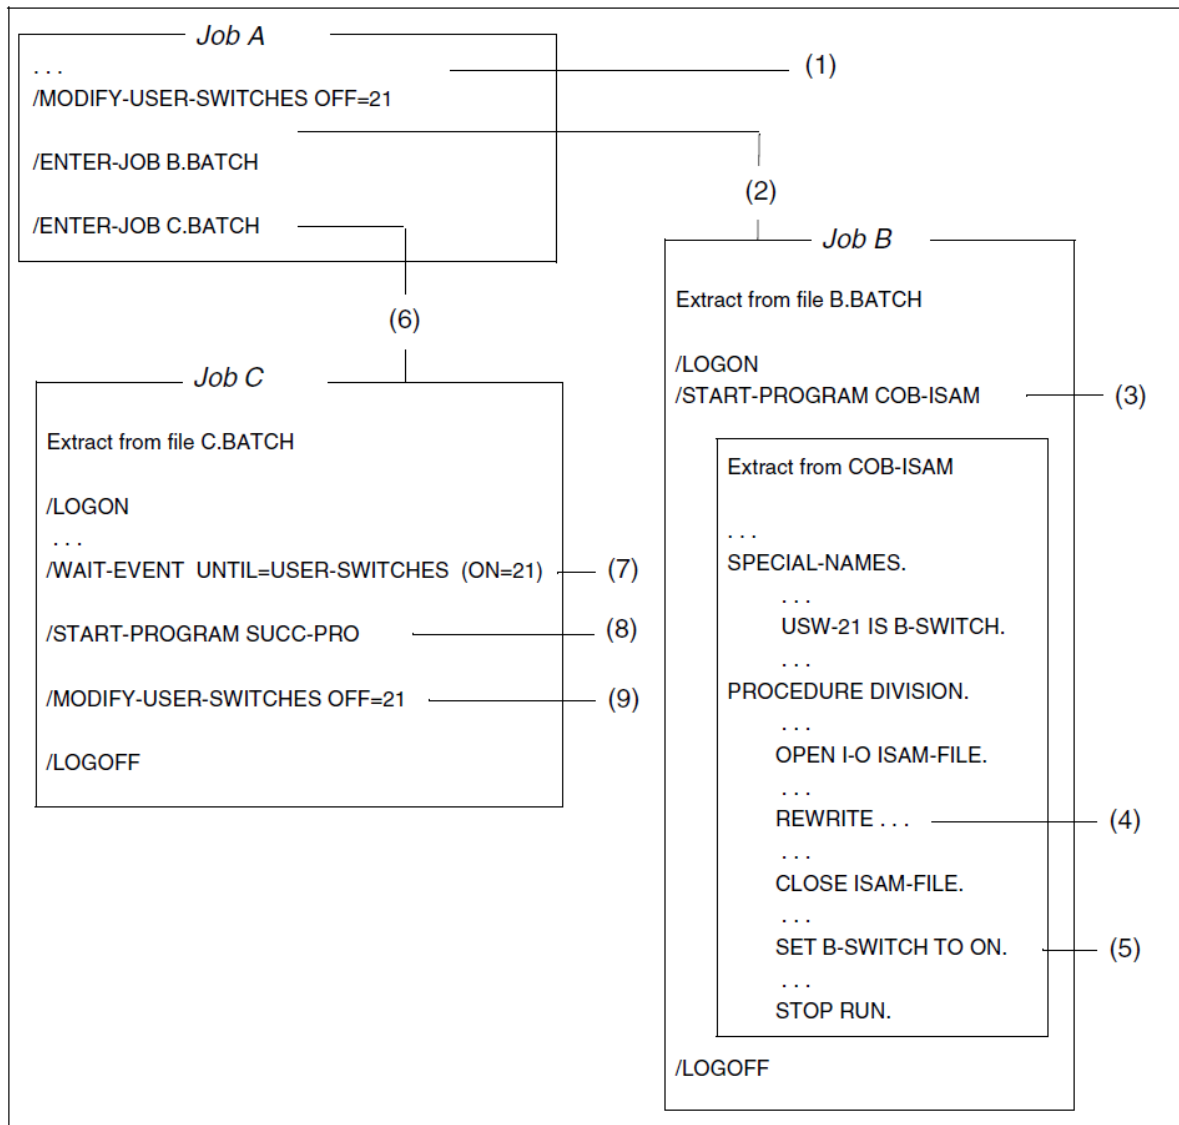 Job A
. . .
(1)
/MODIFY-USER-SWITCHES OFF=21
/ENTER-JOB B.BATCH
(2)
/ENTER-JOB C.BATCH
(6)
Job B
Extract from file B.BATCH
/LOGON
/START-PROGRAM COB-ISAM
(3)
Extract from COB-ISAM
. . .
SPECIAL-NAMES.
. . .
USW-21 IS B-SWITCH.
. . .
PROCEDURE DIVISION.
. . .
OPEN I-O ISAM-FILE.
. . .
REWRITE . . .
(4)
. . .
CLOSE ISAM-FILE.
. . .
SET B-SWITCH TO ON.
(5)
. . .
STOP RUN.
/LOGOFF
Job C
Extract from file C.BATCH
/LOGON
. . .
/WAIT-EVENT UNTIL=USER-SWITCHES (ON=21)
(7)
/START-PROGRAM SUCC-PRO
(8)
/MODIFY-USER-SWITCHES OFF=21
(9)
/LOGOFF